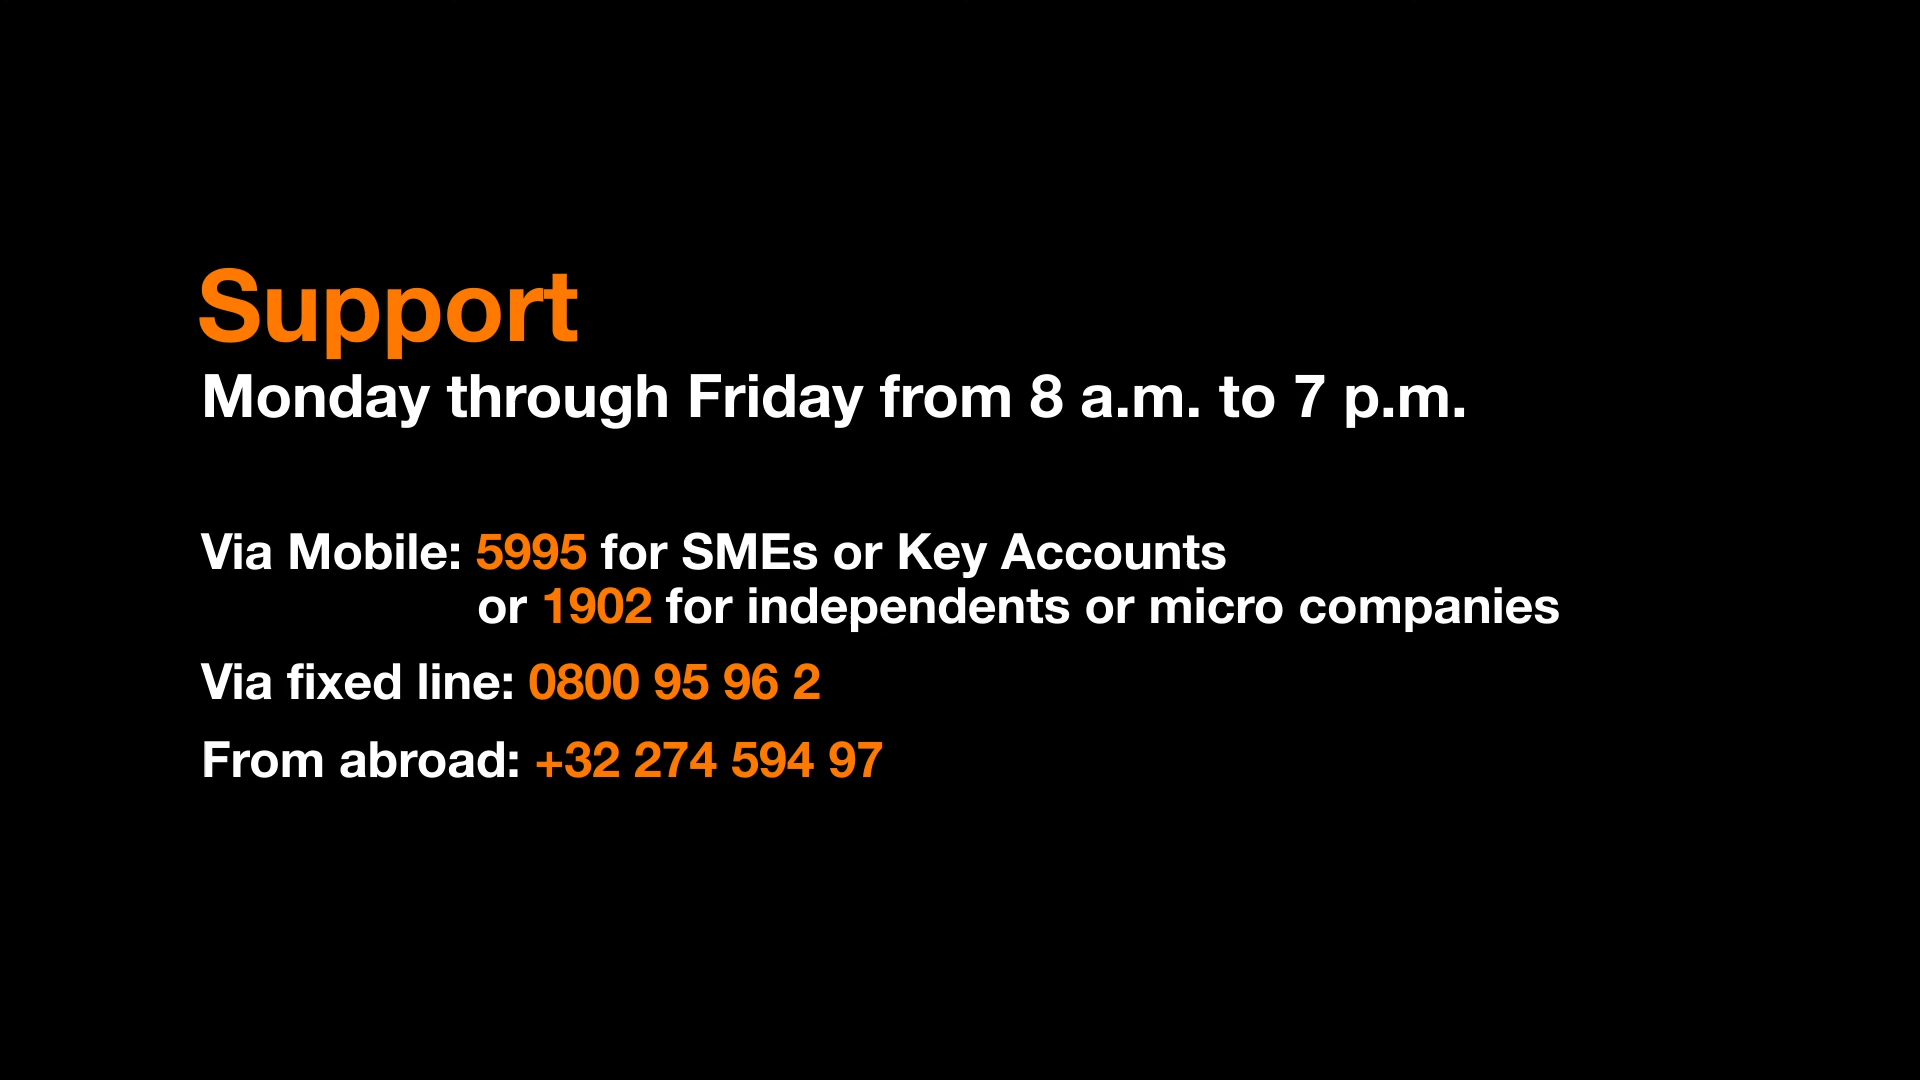 Support
Monday through Friday from 8 a.m. to 7 p.m.
Via Mobile: 5995 for SMEs or Key Accounts
or 1902 for independents or micro companies
Via fixed line: 0800 95 96 2
From abroad: +32 274 594 97